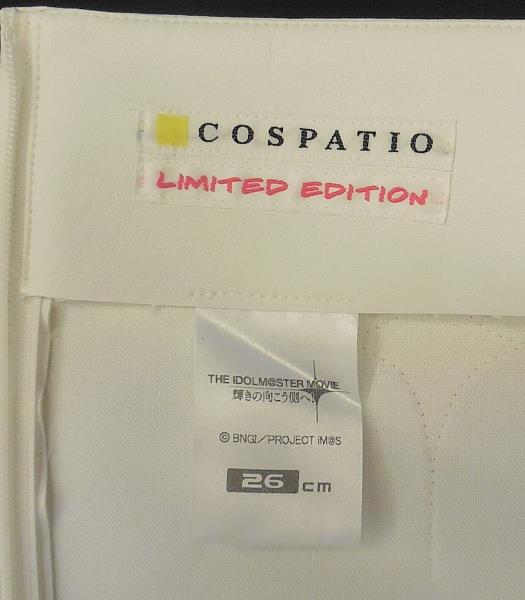 COSPATIO
LIMITED EDITION
THE IDOLM@STER MOVIE
輝きの向こう側へ!
© BNGI/PROJECT iM@S
26 cm